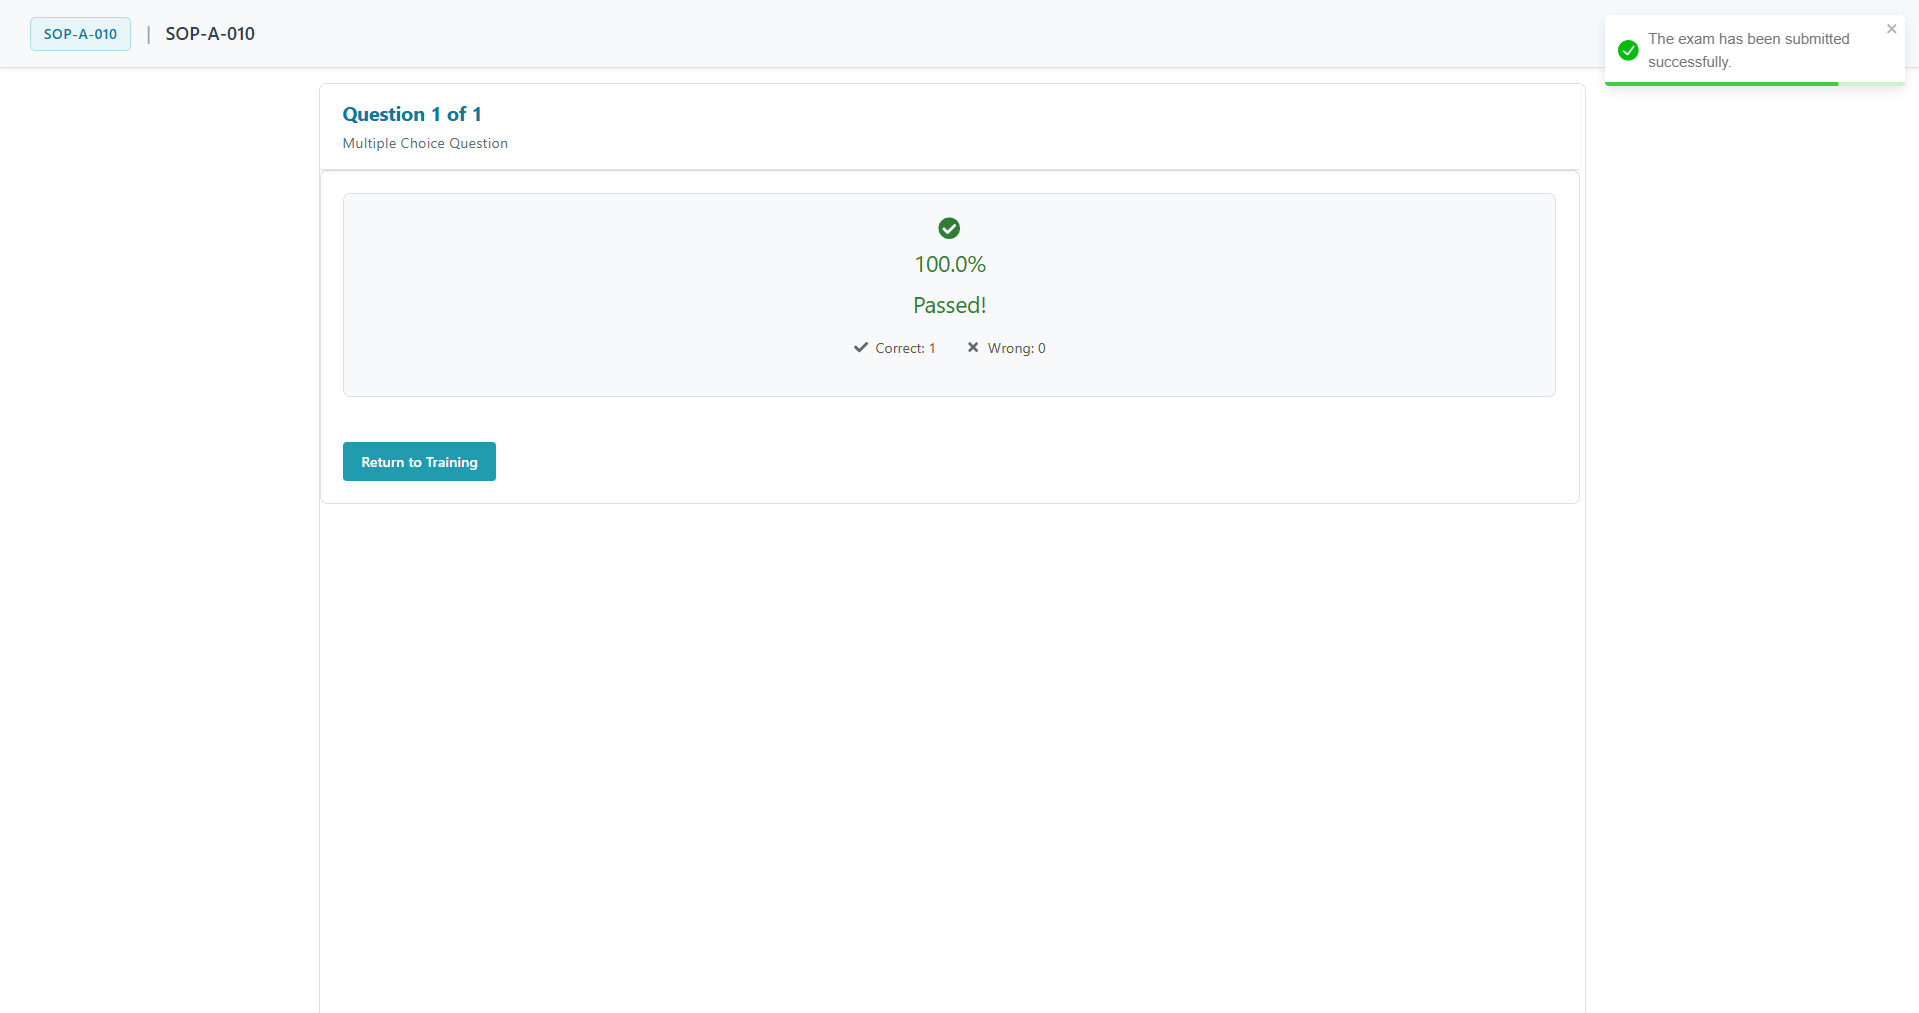 SOP-A-010 | SOP-A-010
The exam has been submitted
successfully.
Question 1 of 1
Multiple Choice Question
100.0%
Passed!
Correct: 1 Wrong: 0
Return to Training